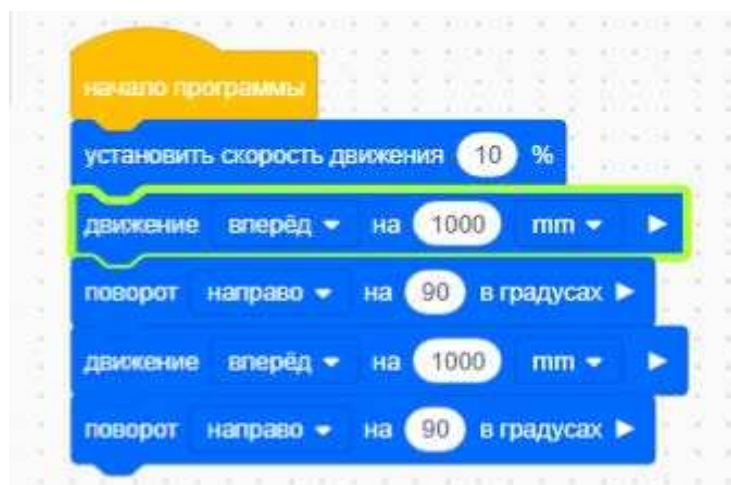 начало программы
установить скорость движения 10 %
движение вперёд на 1000 mm
поворот направо на 90 в градусах
движение вперёд на 1000 mm
поворот направо на 90 в градусах